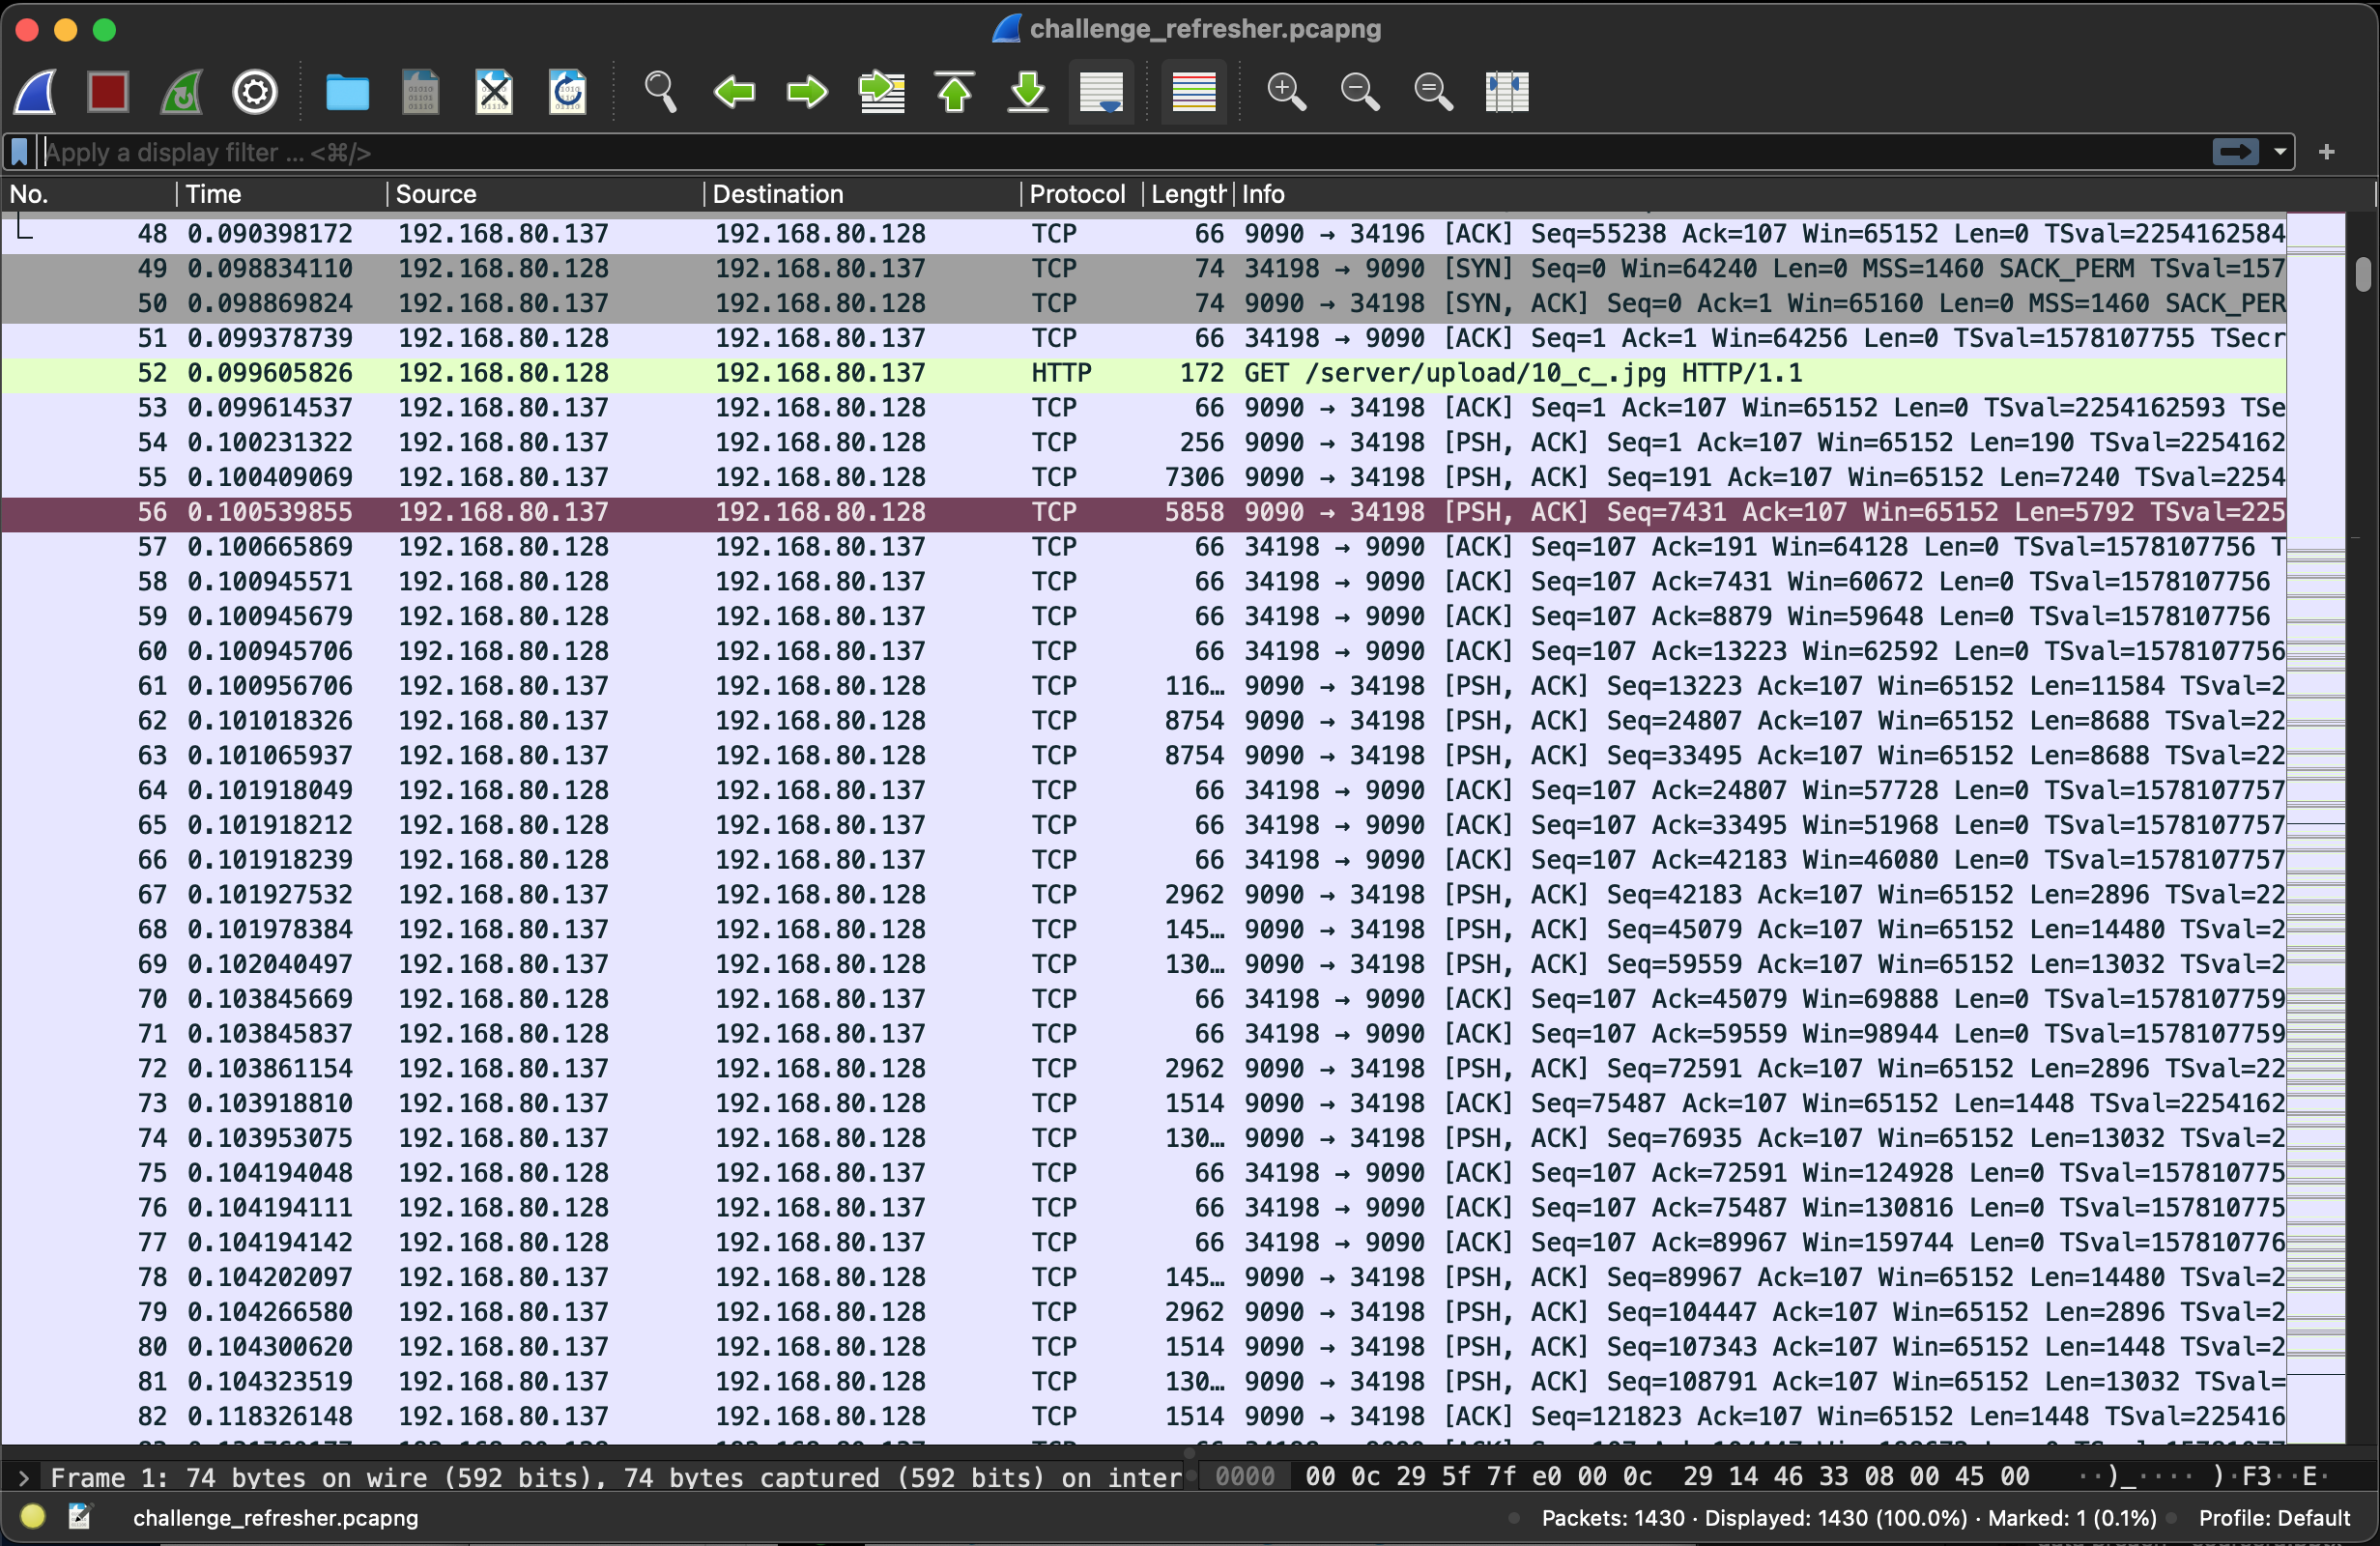 challenge_refresher.pcapng
Apply a display filter ... <⌘/>
No. Time Source Destination Protocol Length Info
48 0.090398172 192.168.80.137 192.168.80.128 TCP 66 9090 → 34196 [ACK] Seq=55238 Ack=107 Win=65152 Len=0 TSval=2254162584
49 0.098834110 192.168.80.128 192.168.80.137 TCP 74 34198 → 9090 [SYN] Seq=0 Win=64240 Len=0 MSS=1460 SACK_PERM TSval=157
50 0.098869824 192.168.80.137 192.168.80.128 TCP 74 9090 → 34198 [SYN, ACK] Seq=0 Ack=1 Win=65160 Len=0 MSS=1460 SACK_PER
51 0.099378739 192.168.80.128 192.168.80.137 TCP 66 34198 → 9090 [ACK] Seq=1 Ack=1 Win=64256 Len=0 TSval=1578107755 TSecr
52 0.099605826 192.168.80.128 192.168.80.137 HTTP 172 GET /server/upload/10_c_.jpg HTTP/1.1
53 0.099614537 192.168.80.137 192.168.80.128 TCP 66 9090 → 34198 [ACK] Seq=1 Ack=107 Win=65152 Len=0 TSval=2254162593 TSe
54 0.100231322 192.168.80.137 192.168.80.128 TCP 256 9090 → 34198 [PSH, ACK] Seq=1 Ack=107 Win=65152 Len=190 TSval=2254162
55 0.100409069 192.168.80.137 192.168.80.128 TCP 7306 9090 → 34198 [PSH, ACK] Seq=191 Ack=107 Win=65152 Len=7240 TSval=2254
56 0.100539855 192.168.80.137 192.168.80.128 TCP 5858 9090 → 34198 [PSH, ACK] Seq=7431 Ack=107 Win=65152 Len=5792 TSval=225
57 0.100665869 192.168.80.128 192.168.80.137 TCP 66 34198 → 9090 [ACK] Seq=107 Ack=191 Win=64128 Len=0 TSval=1578107756 T
58 0.100945571 192.168.80.128 192.168.80.137 TCP 66 34198 → 9090 [ACK] Seq=107 Ack=7431 Win=60672 Len=0 TSval=1578107756
59 0.100945679 192.168.80.128 192.168.80.137 TCP 66 34198 → 9090 [ACK] Seq=107 Ack=8879 Win=59648 Len=0 TSval=1578107756
60 0.100945706 192.168.80.128 192.168.80.137 TCP 66 34198 → 9090 [ACK] Seq=107 Ack=13223 Win=62592 Len=0 TSval=1578107756
61 0.100956706 192.168.80.137 192.168.80.128 TCP 116… 9090 → 34198 [PSH, ACK] Seq=13223 Ack=107 Win=65152 Len=11584 TSval=2
62 0.101018326 192.168.80.137 192.168.80.128 TCP 8754 9090 → 34198 [PSH, ACK] Seq=24807 Ack=107 Win=65152 Len=8688 TSval=22
63 0.101065937 192.168.80.137 192.168.80.128 TCP 8754 9090 → 34198 [PSH, ACK] Seq=33495 Ack=107 Win=65152 Len=8688 TSval=22
64 0.101918049 192.168.80.128 192.168.80.137 TCP 66 34198 → 9090 [ACK] Seq=107 Ack=24807 Win=57728 Len=0 TSval=1578107757
65 0.101918212 192.168.80.128 192.168.80.137 TCP 66 34198 → 9090 [ACK] Seq=107 Ack=33495 Win=51968 Len=0 TSval=1578107757
66 0.101918239 192.168.80.128 192.168.80.137 TCP 66 34198 → 9090 [ACK] Seq=107 Ack=42183 Win=46080 Len=0 TSval=1578107757
67 0.101927532 192.168.80.137 192.168.80.128 TCP 2962 9090 → 34198 [PSH, ACK] Seq=42183 Ack=107 Win=65152 Len=2896 TSval=22
68 0.101978384 192.168.80.137 192.168.80.128 TCP 145… 9090 → 34198 [PSH, ACK] Seq=45079 Ack=107 Win=65152 Len=14480 TSval=2
69 0.102040497 192.168.80.137 192.168.80.128 TCP 130… 9090 → 34198 [PSH, ACK] Seq=59559 Ack=107 Win=65152 Len=13032 TSval=2
70 0.103845669 192.168.80.128 192.168.80.137 TCP 66 34198 → 9090 [ACK] Seq=107 Ack=45079 Win=69888 Len=0 TSval=1578107759
71 0.103845837 192.168.80.128 192.168.80.137 TCP 66 34198 → 9090 [ACK] Seq=107 Ack=59559 Win=98944 Len=0 TSval=1578107759
72 0.103861154 192.168.80.137 192.168.80.128 TCP 2962 9090 → 34198 [PSH, ACK] Seq=72591 Ack=107 Win=65152 Len=2896 TSval=22
73 0.103918810 192.168.80.137 192.168.80.128 TCP 1514 9090 → 34198 [ACK] Seq=75487 Ack=107 Win=65152 Len=1448 TSval=2254162
74 0.103953075 192.168.80.137 192.168.80.128 TCP 130… 9090 → 34198 [PSH, ACK] Seq=76935 Ack=107 Win=65152 Len=13032 TSval=2
75 0.104194048 192.168.80.128 192.168.80.137 TCP 66 34198 → 9090 [ACK] Seq=107 Ack=72591 Win=124928 Len=0 TSval=157810775
76 0.104194111 192.168.80.128 192.168.80.137 TCP 66 34198 → 9090 [ACK] Seq=107 Ack=75487 Win=130816 Len=0 TSval=157810775
77 0.104194142 192.168.80.128 192.168.80.137 TCP 66 34198 → 9090 [ACK] Seq=107 Ack=89967 Win=159744 Len=0 TSval=157810776
78 0.104202097 192.168.80.137 192.168.80.128 TCP 145… 9090 → 34198 [PSH, ACK] Seq=89967 Ack=107 Win=65152 Len=14480 TSval=2
79 0.104266580 192.168.80.137 192.168.80.128 TCP 2962 9090 → 34198 [PSH, ACK] Seq=104447 Ack=107 Win=65152 Len=2896 TSval=2
80 0.104300620 192.168.80.137 192.168.80.128 TCP 1514 9090 → 34198 [PSH, ACK] Seq=107343 Ack=107 Win=65152 Len=1448 TSval=2
81 0.104323519 192.168.80.137 192.168.80.128 TCP 130… 9090 → 34198 [PSH, ACK] Seq=108791 Ack=107 Win=65152 Len=13032 TSval=
82 0.118326148 192.168.80.137 192.168.80.128 TCP 1514 9090 → 34198 [ACK] Seq=121823 Ack=107 Win=65152 Len=1448 TSval=225416
Frame 1: 74 bytes on wire (592 bits), 74 bytes captured (592 bits) on inter 0000 00 0c 29 5f 7f e0 00 0c 29 14 46 33 08 00 45 00 ··)_···· )·F3··E·
challenge_refresher.pcapng Packets: 1430 · Displayed: 1430 (100.0%) · Marked: 1 (0.1%) Profile: Default